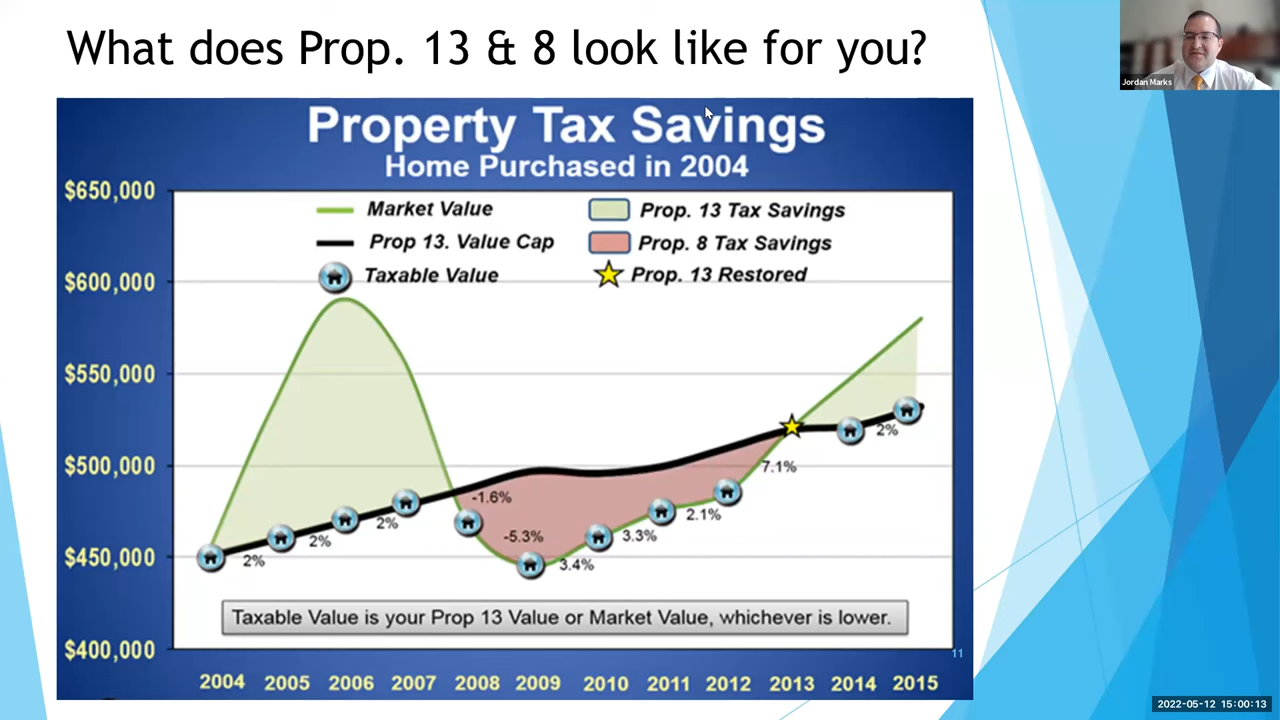 What does Prop. 13 & 8 look like for you?
Jordan Marks
Property Tax Savings
Home Purchased in 2004
$650,000
$600,000
$550,000
$500,000
$450,000
$400,000
Market Value
Prop. 13 Tax Savings
Prop 13. Value Cap
Prop. 8 Tax Savings
Taxable Value
Prop. 13 Restored
2%
2%
2%
-1.6%
-5.3%
3.4%
3.3%
2.1%
7.1%
2%
Taxable Value is your Prop 13 Value or Market Value, whichever is lower.
11
2004 2005 2006 2007 2008 2009 2010 2011 2012 2013 2014 2015
2022-05-12 15:00:13